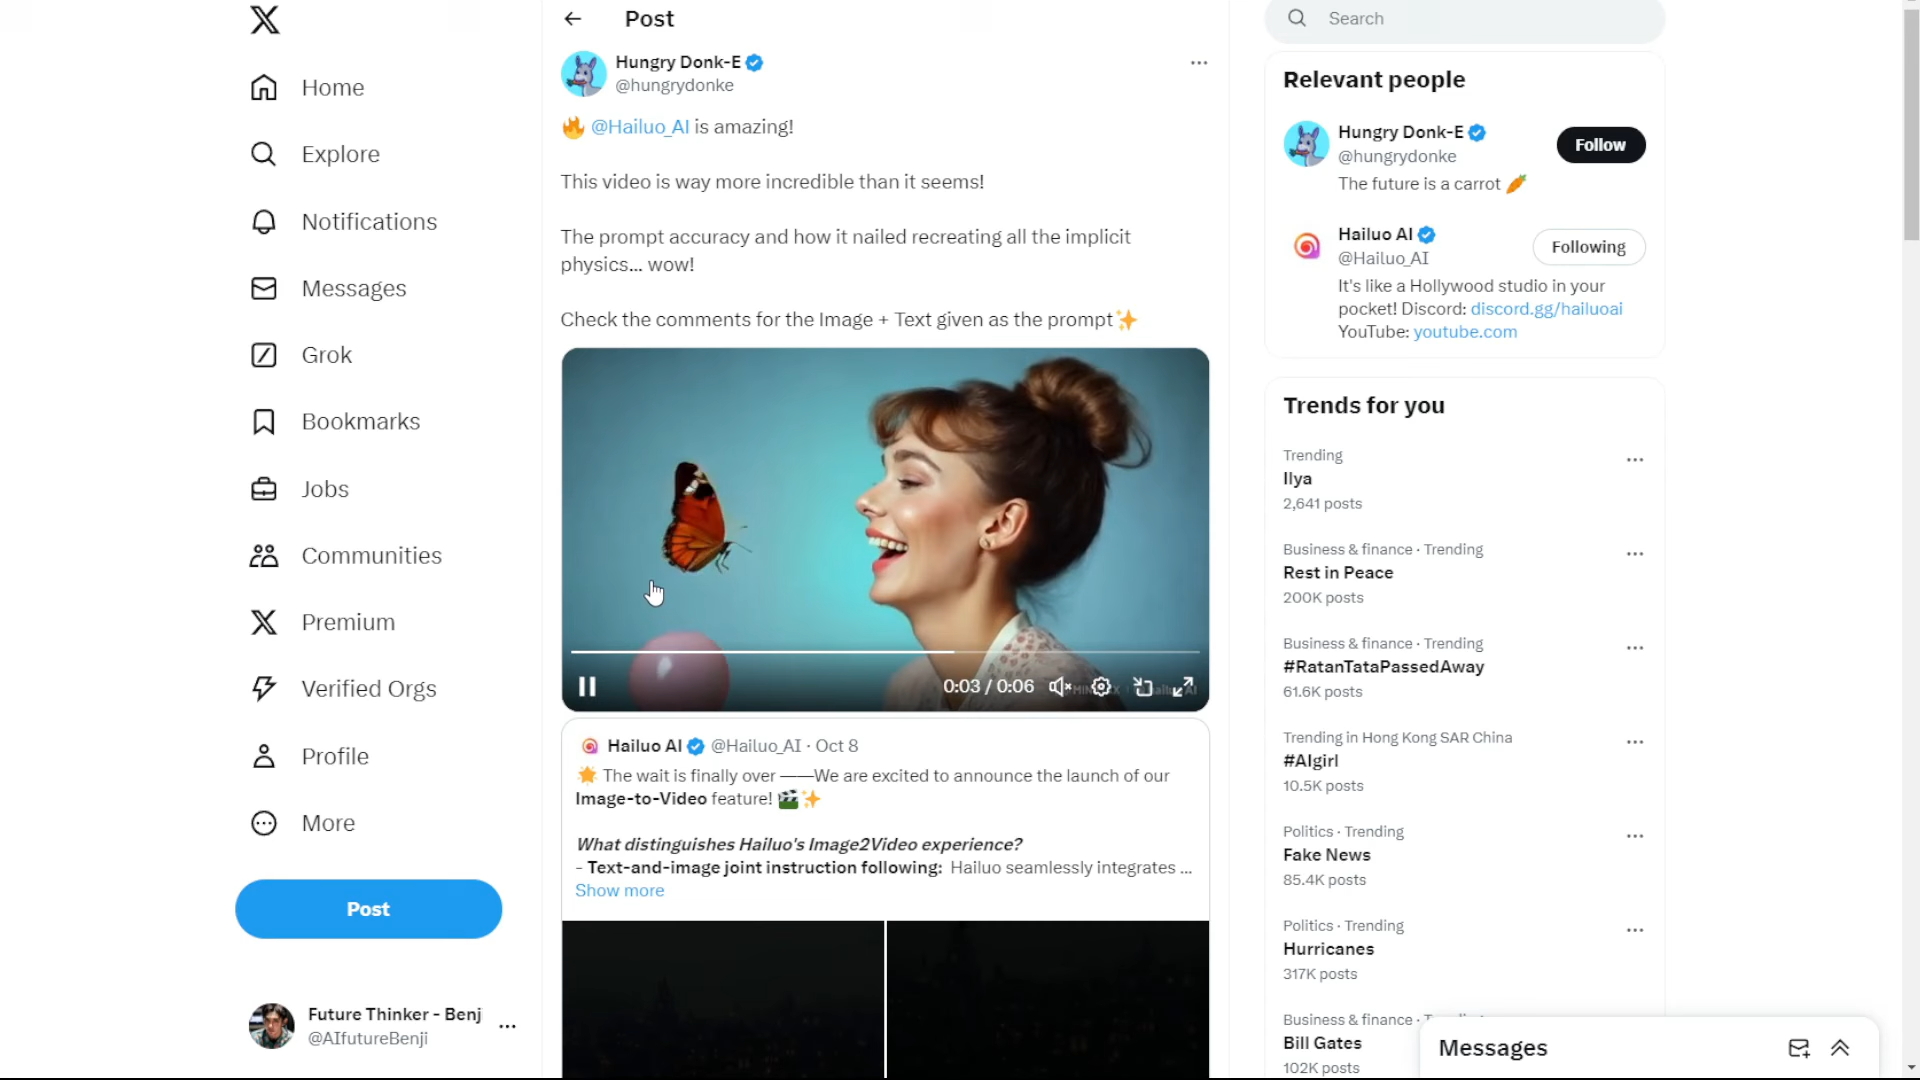 Home
Explore
Notifications
Messages
Grok
Bookmarks
Jobs
Communities
Premium
Verified Orgs
Profile
More
Post
Future Thinker - Benj
@AIfutureBenji
Post
Hungry Donk-E
@hungrydonke
🔥 @Hailuo_AI is amazing!
This video is way more incredible than it seems!
The prompt accuracy and how it nailed recreating all the implicit
physics... wow!
Check the comments for the Image + Text given as the prompt✨
0:03 / 0:06
Hailuo AI @Hailuo_AI · Oct 8
🌟 The wait is finally over ——We are excited to announce the launch of our
Image-to-Video feature! 🎬✨
What distinguishes Hailuo's Image2Video experience?
- Text-and-image joint instruction following: Hailuo seamlessly integrates ...
Show more
Search
Relevant people
Hungry Donk-E
@hungrydonke
Follow
The future is a carrot 🥕
Hailuo AI
@Hailuo_AI
Following
It's like a Hollywood studio in your
pocket! Discord: discord.gg/hailuoai
YouTube: youtube.com
Trends for you
Trending
Ilya
2,641 posts
Business & finance · Trending
Rest in Peace
200K posts
Business & finance · Trending
#RatanTataPassedAway
61.6K posts
Trending in Hong Kong SAR China
#AIgirl
10.5K posts
Politics · Trending
Fake News
85.4K posts
Politics · Trending
Hurricanes
317K posts
Business & finance ·
Bill Gates
102K posts
Messages